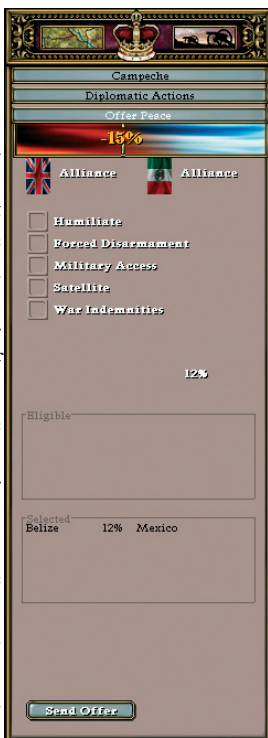 Campeche
Diplomatic Actions
Offer Peace
-15%
Alliance Alliance
Humiliate
Forced Disarmament
Military Access
Satellite
War Indemnities
12%
Eligible
Selected
Belize 12% Mexico
Send Offer